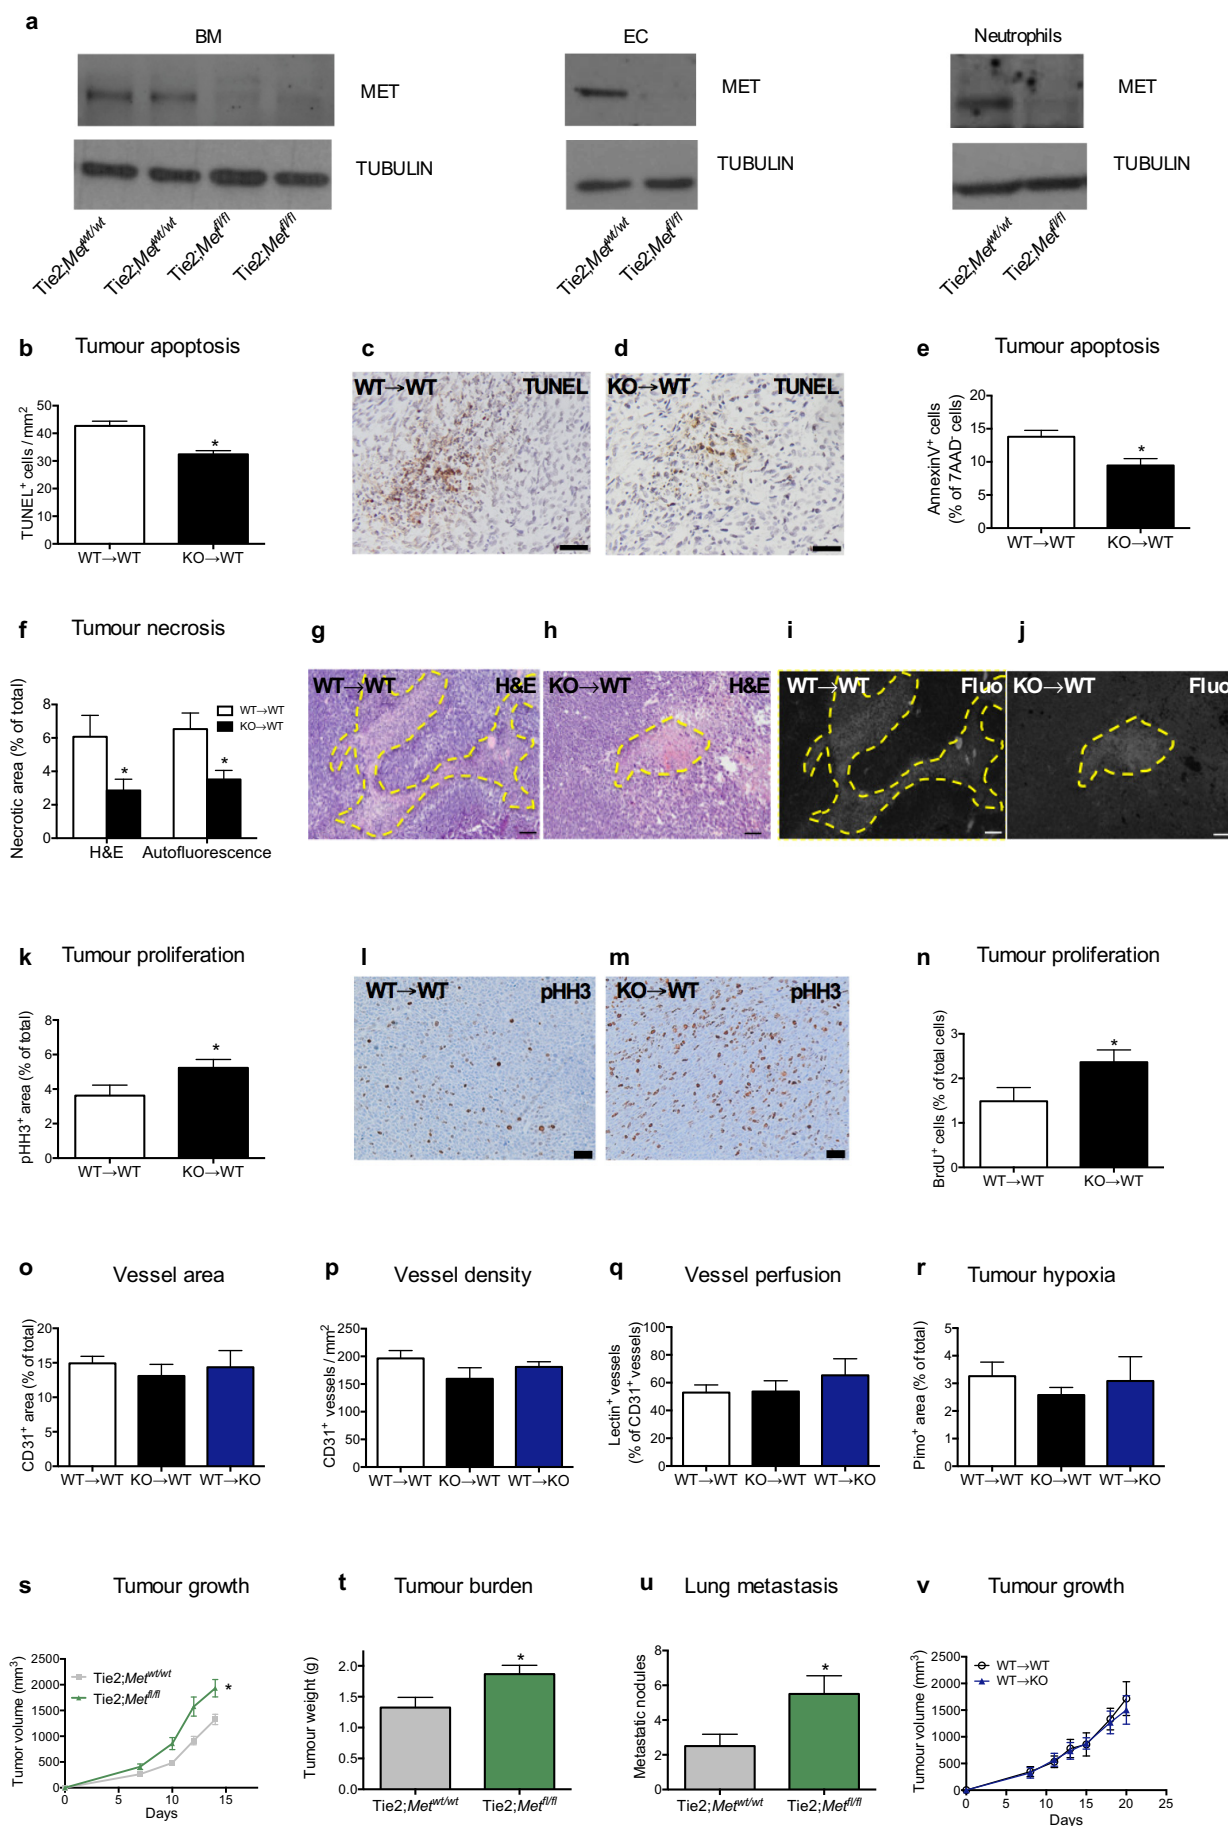 a
BM
EC
Neutrophils
MET
MET
MET
TUBULIN
TUBULIN
TUBULIN
Tie2;Met^wt/wt
Tie2;Met^wt/wt
Tie2;Met^fl/fl
Tie2;Met^fl/fl
Tie2;Met^wt/wt
Tie2;Met^fl/fl
Tie2;Met^wt/wt
Tie2;Met^fl/fl
b Tumour apoptosis
TUNEL⁺ cells / mm²
50
40
30
20
10
0
*
WT→WT KO→WT
c
WT→WT TUNEL
d
KO→WT TUNEL
e Tumour apoptosis
AnnexinV⁺ cells
(% of 7AAD⁻ cells)
20
15
10
5
0
*
WT→WT KO→WT
f Tumour necrosis
Necrotic area (% of total)
8
6
4
2
0
WT→WT
KO→WT
* *
H&E Autofluorescence
g
WT→WT H&E
h
KO→WT H&E
i
WT→WT Fluo
j
KO→WT Fluo
k Tumour proliferation
pHH3⁺ area (% of total)
8
6
4
2
0
*
WT→WT KO→WT
l
WT→WT pHH3
m
KO→WT pHH3
n Tumour proliferation
BrdU⁺ cells (% of total cells)
3
2
1
0
*
WT→WT KO→WT
o Vessel area
CD31⁺ area (% of total)
20
15
10
5
0
WT→WT KO→WT WT→KO
p Vessel density
CD31⁺ vessels / mm²
250
200
150
100
50
0
WT→WT KO→WT WT→KO
q Vessel perfusion
Lectin⁺ vessels
(% of CD31⁺ vessels)
100
80
60
40
20
0
WT→WT KO→WT WT→KO
r Tumour hypoxia
Pimo⁺ area (% of total)
5
4
3
2
1
0
WT→WT KO→WT WT→KO
s Tumour growth
Tumor volume (mm³)
2500
2000
1500
1000
500
0
Tie2;Met^wt/wt
Tie2;Met^fl/fl
*
0 5 10 15
Days
t Tumour burden
Tumour weight (g)
2.0
1.5
1.0
0.5
0.0
*
Tie2;Met^wt/wt Tie2;Met^fl/fl
u Lung metastasis
Metastatic nodules
8
6
4
2
0
*
Tie2;Met^wt/wt Tie2;Met^fl/fl
v Tumour growth
Tumour volume (mm³)
2500
2000
1500
1000
500
0
WT→WT
WT→KO
0 5 10 15 20 25
Days